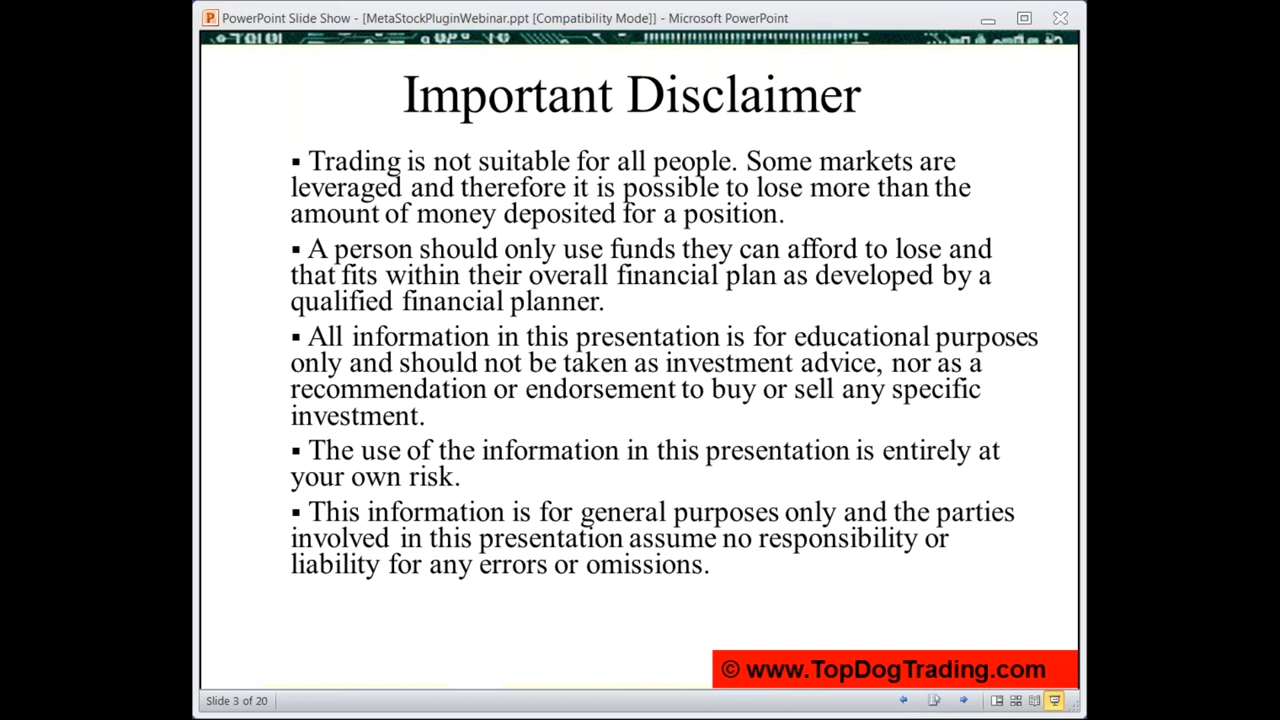 PowerPoint Slide Show - [MetaStockPluginWebinar.ppt [Compatibility Mode]] - Microsoft PowerPoint
Important Disclaimer
▪ Trading is not suitable for all people. Some markets are
leveraged and therefore it is possible to lose more than the
amount of money deposited for a position.
▪ A person should only use funds they can afford to lose and
that fits within their overall financial plan as developed by a
qualified financial planner.
▪ All information in this presentation is for educational purposes
only and should not be taken as investment advice, nor as a
recommendation or endorsement to buy or sell any specific
investment.
▪ The use of the information in this presentation is entirely at
your own risk.
▪ This information is for general purposes only and the parties
involved in this presentation assume no responsibility or
liability for any errors or omissions.
© www.TopDogTrading.com
Slide 3 of 20